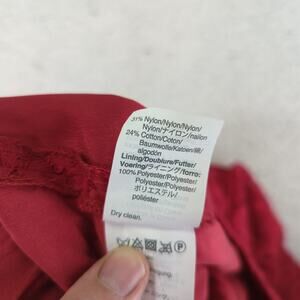 31% Nylon/Nylon/Nylon/
Nylon/ナイロン/nailon
24% Cotton/Coton/
Baumwolle/Katoen/綿/
algodón
Lining/Doublure/Futter/
Voering/ライニング/forro:
100% Polyester/Polyester/
Polyester/Polyester/
ポリエステル/
poliéster
Dry clean.